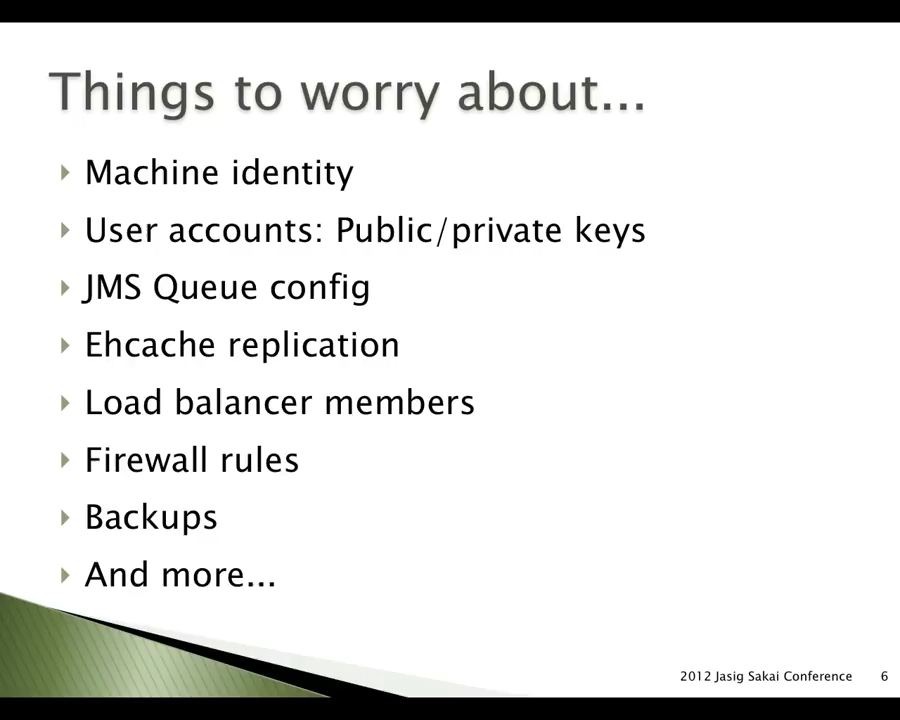 Things to worry about...
Machine identity
User accounts: Public/private keys
JMS Queue config
Ehcache replication
Load balancer members
Firewall rules
Backups
And more...
2012 Jasig Sakai Conference 6